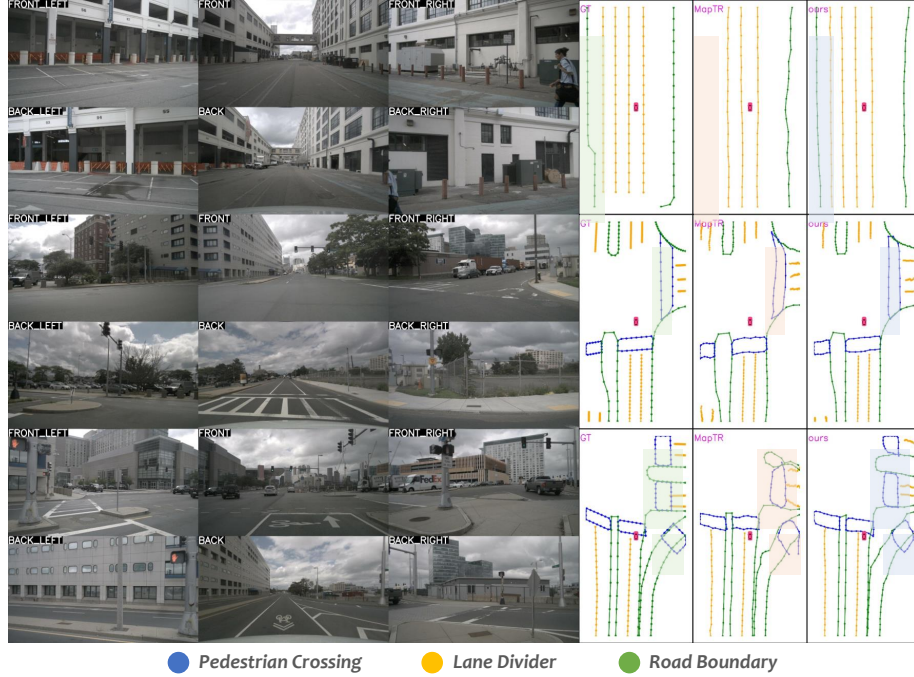 FRONT_LEFT FRONT FRONT_RIGHT GT MapTR ours
BACK_LEFT BACK BACK_RIGHT
FRONT_LEFT FRONT FRONT_RIGHT GT MapTR ours
BACK_LEFT BACK BACK_RIGHT
FRONT_LEFT FRONT FRONT_RIGHT GT MapTR ours
FedEx
BACK_LEFT BACK BACK_RIGHT
Pedestrian Crossing Lane Divider Road Boundary